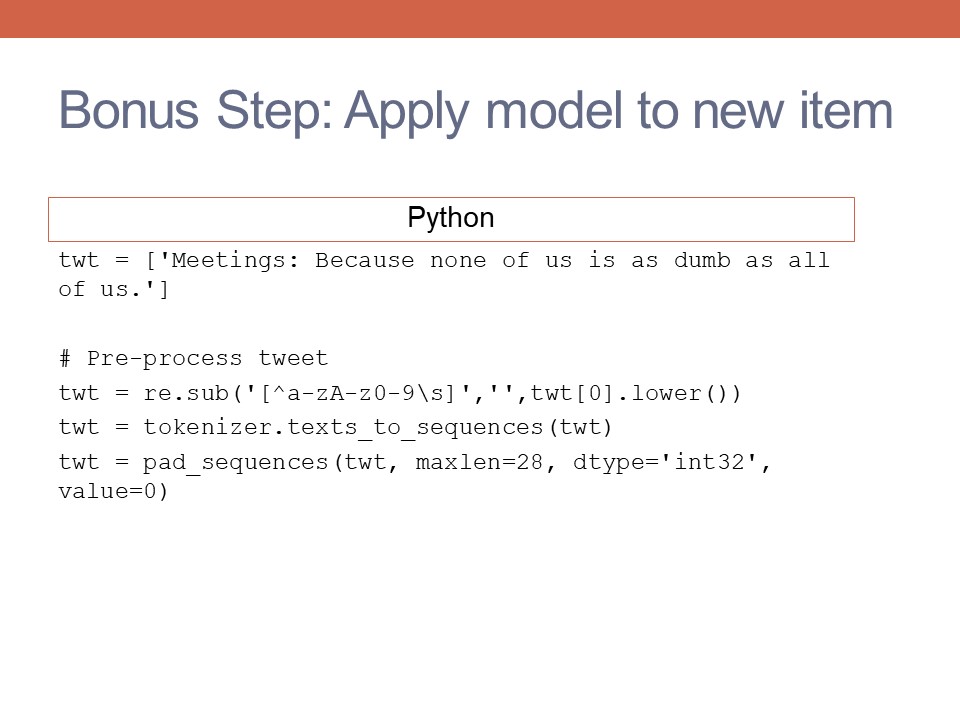 Bonus Step: Apply model to new item
Python
twt = ['Meetings: Because none of us is as dumb as all
of us.']
# Pre-process tweet
twt = re.sub('[^a-zA-z0-9\s]','',twt[0].lower())
twt = tokenizer.texts_to_sequences(twt)
twt = pad_sequences(twt, maxlen=28, dtype='int32',
value=0)